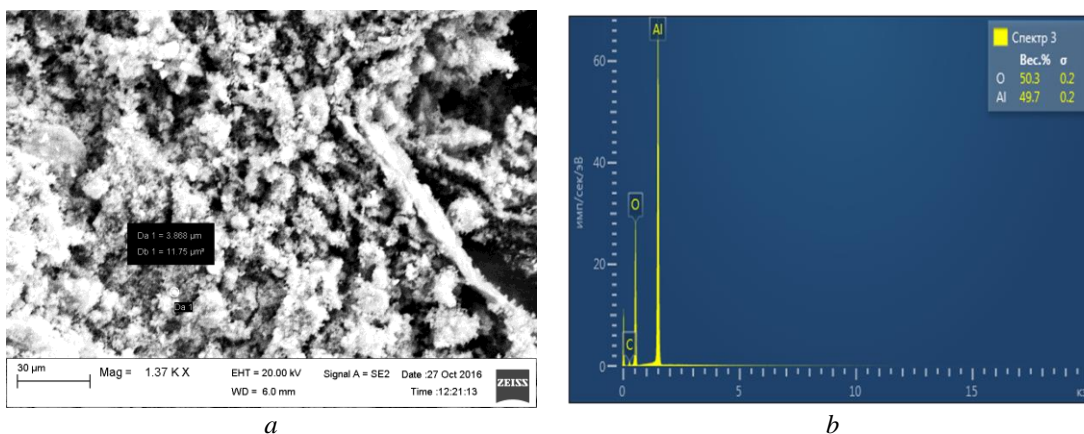 Da 1 = 3.868 µm
Db 1 = 11.75 µm²
Da 1
30 µm
Mag = 1.37 K X
EHT = 20.00 kV
WD = 6.0 mm
Signal A = SE2
Date :27 Oct 2016
Time :12:21:13
ZEISS
a
Al
Спектр 3
Вес.% σ
O 50.3 0.2
Al 49.7 0.2
60
40
20
0
имп/сек/эВ
O
C
0 5 10 15 кэ
b